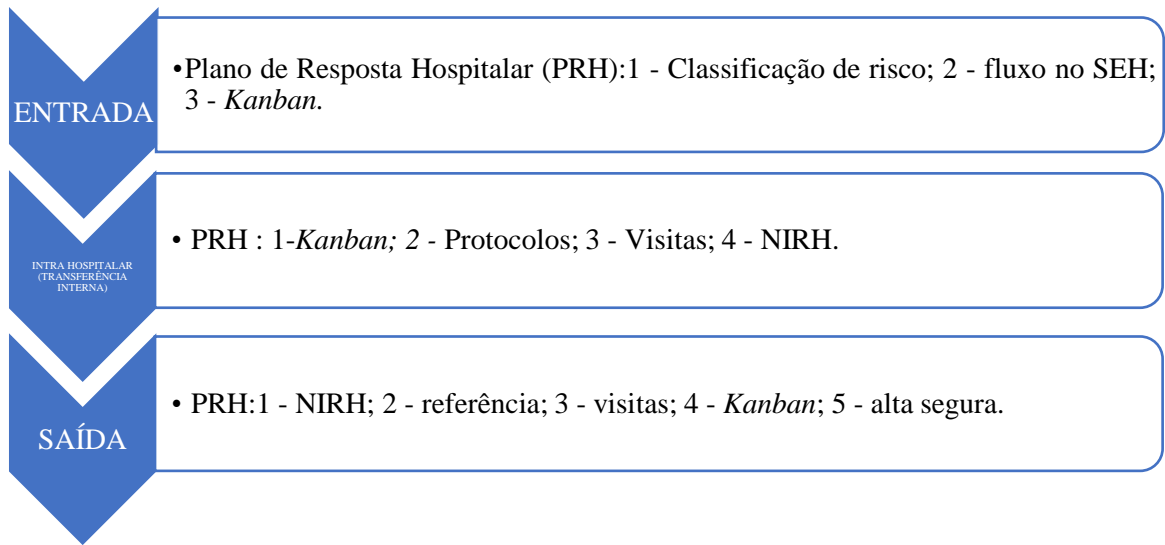 ENTRADA
•Plano de Resposta Hospitalar (PRH):1 - Classificação de risco; 2 - fluxo no SEH;
3 - Kanban.
INTRA HOSPITALAR
(TRANSFERÊNCIA
INTERNA)
• PRH : 1-Kanban; 2 - Protocolos; 3 - Visitas; 4 - NIRH.
SAÍDA
• PRH:1 - NIRH; 2 - referência; 3 - visitas; 4 - Kanban; 5 - alta segura.